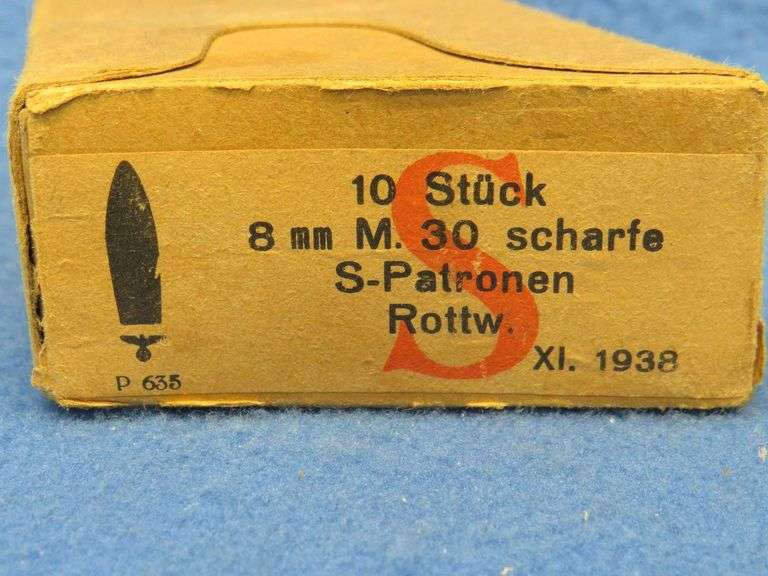 S
10 Stück
8 mm M. 30 scharfe
S-Patronen
Rottw.
XI. 1938
P 635